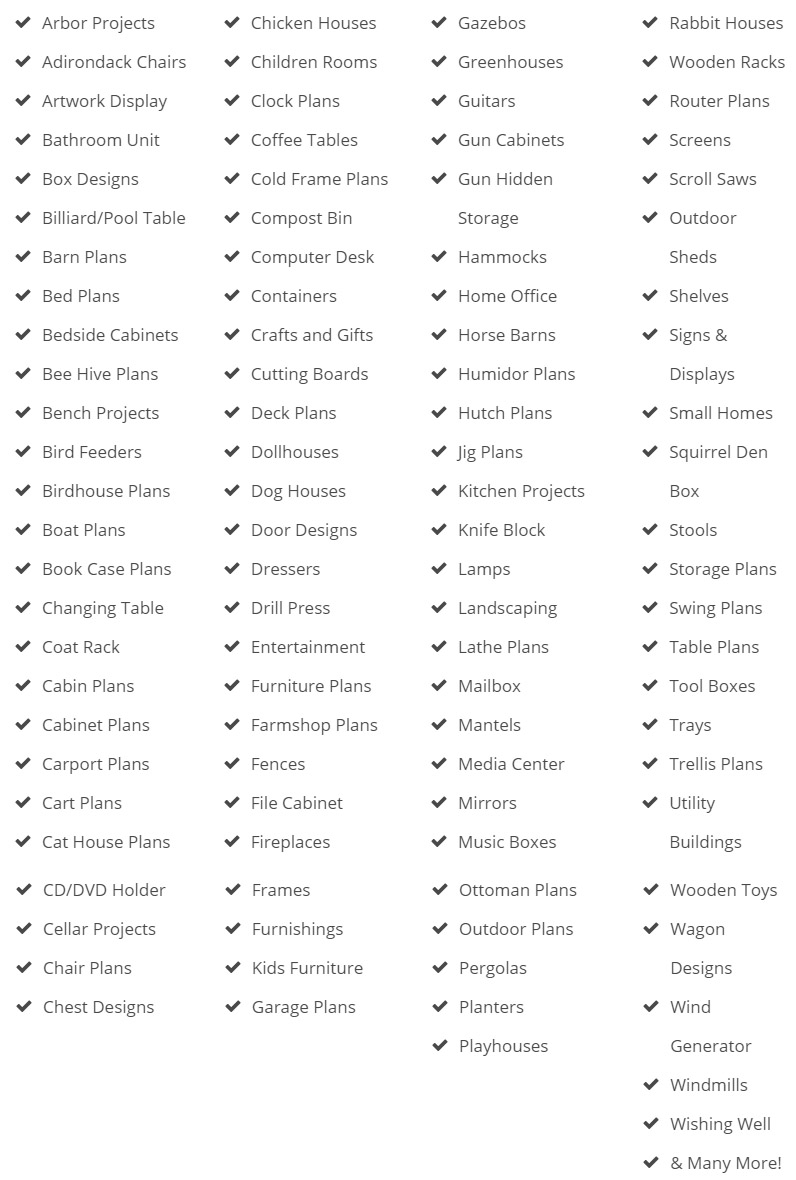 Arbor Projects
Adirondack Chairs
Artwork Display
Bathroom Unit
Box Designs
Billiard/Pool Table
Barn Plans
Bed Plans
Bedside Cabinets
Bee Hive Plans
Bench Projects
Bird Feeders
Birdhouse Plans
Boat Plans
Book Case Plans
Changing Table
Coat Rack
Cabin Plans
Cabinet Plans
Carport Plans
Cart Plans
Cat House Plans
CD/DVD Holder
Cellar Projects
Chair Plans
Chest Designs
Chicken Houses
Children Rooms
Clock Plans
Coffee Tables
Cold Frame Plans
Compost Bin
Computer Desk
Containers
Crafts and Gifts
Cutting Boards
Deck Plans
Dollhouses
Dog Houses
Door Designs
Dressers
Drill Press
Entertainment
Furniture Plans
Farmshop Plans
Fences
File Cabinet
Fireplaces
Frames
Furnishings
Kids Furniture
Garage Plans
Gazebos
Greenhouses
Guitars
Gun Cabinets
Gun Hidden
Storage
Hammocks
Home Office
Horse Barns
Humidor Plans
Hutch Plans
Jig Plans
Kitchen Projects
Knife Block
Lamps
Landscaping
Lathe Plans
Mailbox
Mantels
Media Center
Mirrors
Music Boxes
Ottoman Plans
Outdoor Plans
Pergolas
Planters
Playhouses
Rabbit Houses
Wooden Racks
Router Plans
Screens
Scroll Saws
Outdoor
Sheds
Shelves
Signs &
Displays
Small Homes
Squirrel Den
Box
Stools
Storage Plans
Swing Plans
Table Plans
Tool Boxes
Trays
Trellis Plans
Utility
Buildings
Wooden Toys
Wagon
Designs
Wind
Generator
Windmills
Wishing Well
& Many More!